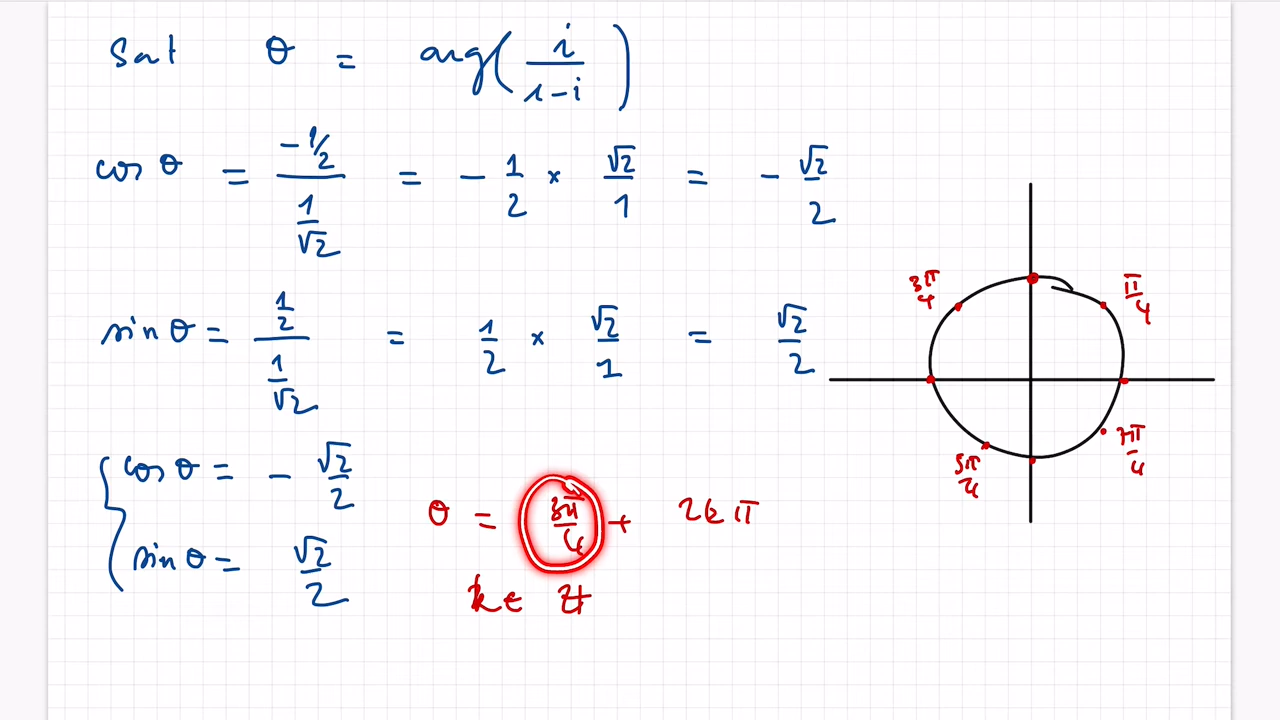 Soit θ = arg(i/(1-i))
cos θ = (-1/2)/(1/√2) = -1/2 × √2/1 = -√2/2
sin θ = (1/2)/(1/√2) = 1/2 × √2/1 = √2/2
3π/4
π/4
5π/4
7π/4
{ cos θ = -√2/2
sin θ = √2/2
θ = 3π/4 + 2kπ
k ∈ ℤ